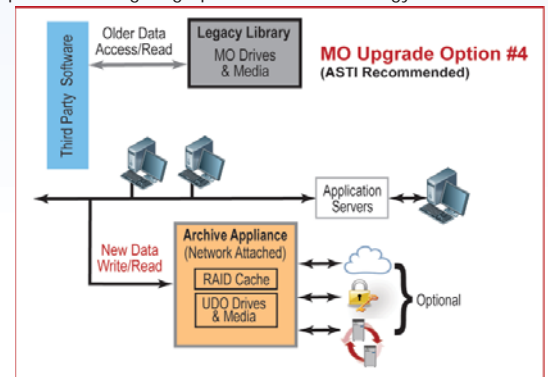 Older Data
Access/Read
Legacy Library
MO Drives
& Media
MO Upgrade Option #4
(ASTI Recommended)
Third Party Software
Application
Servers
New Data
Write/Read
Archive Appliance
(Network Attached)
RAID Cache
UDO Drives
& Media
Optional